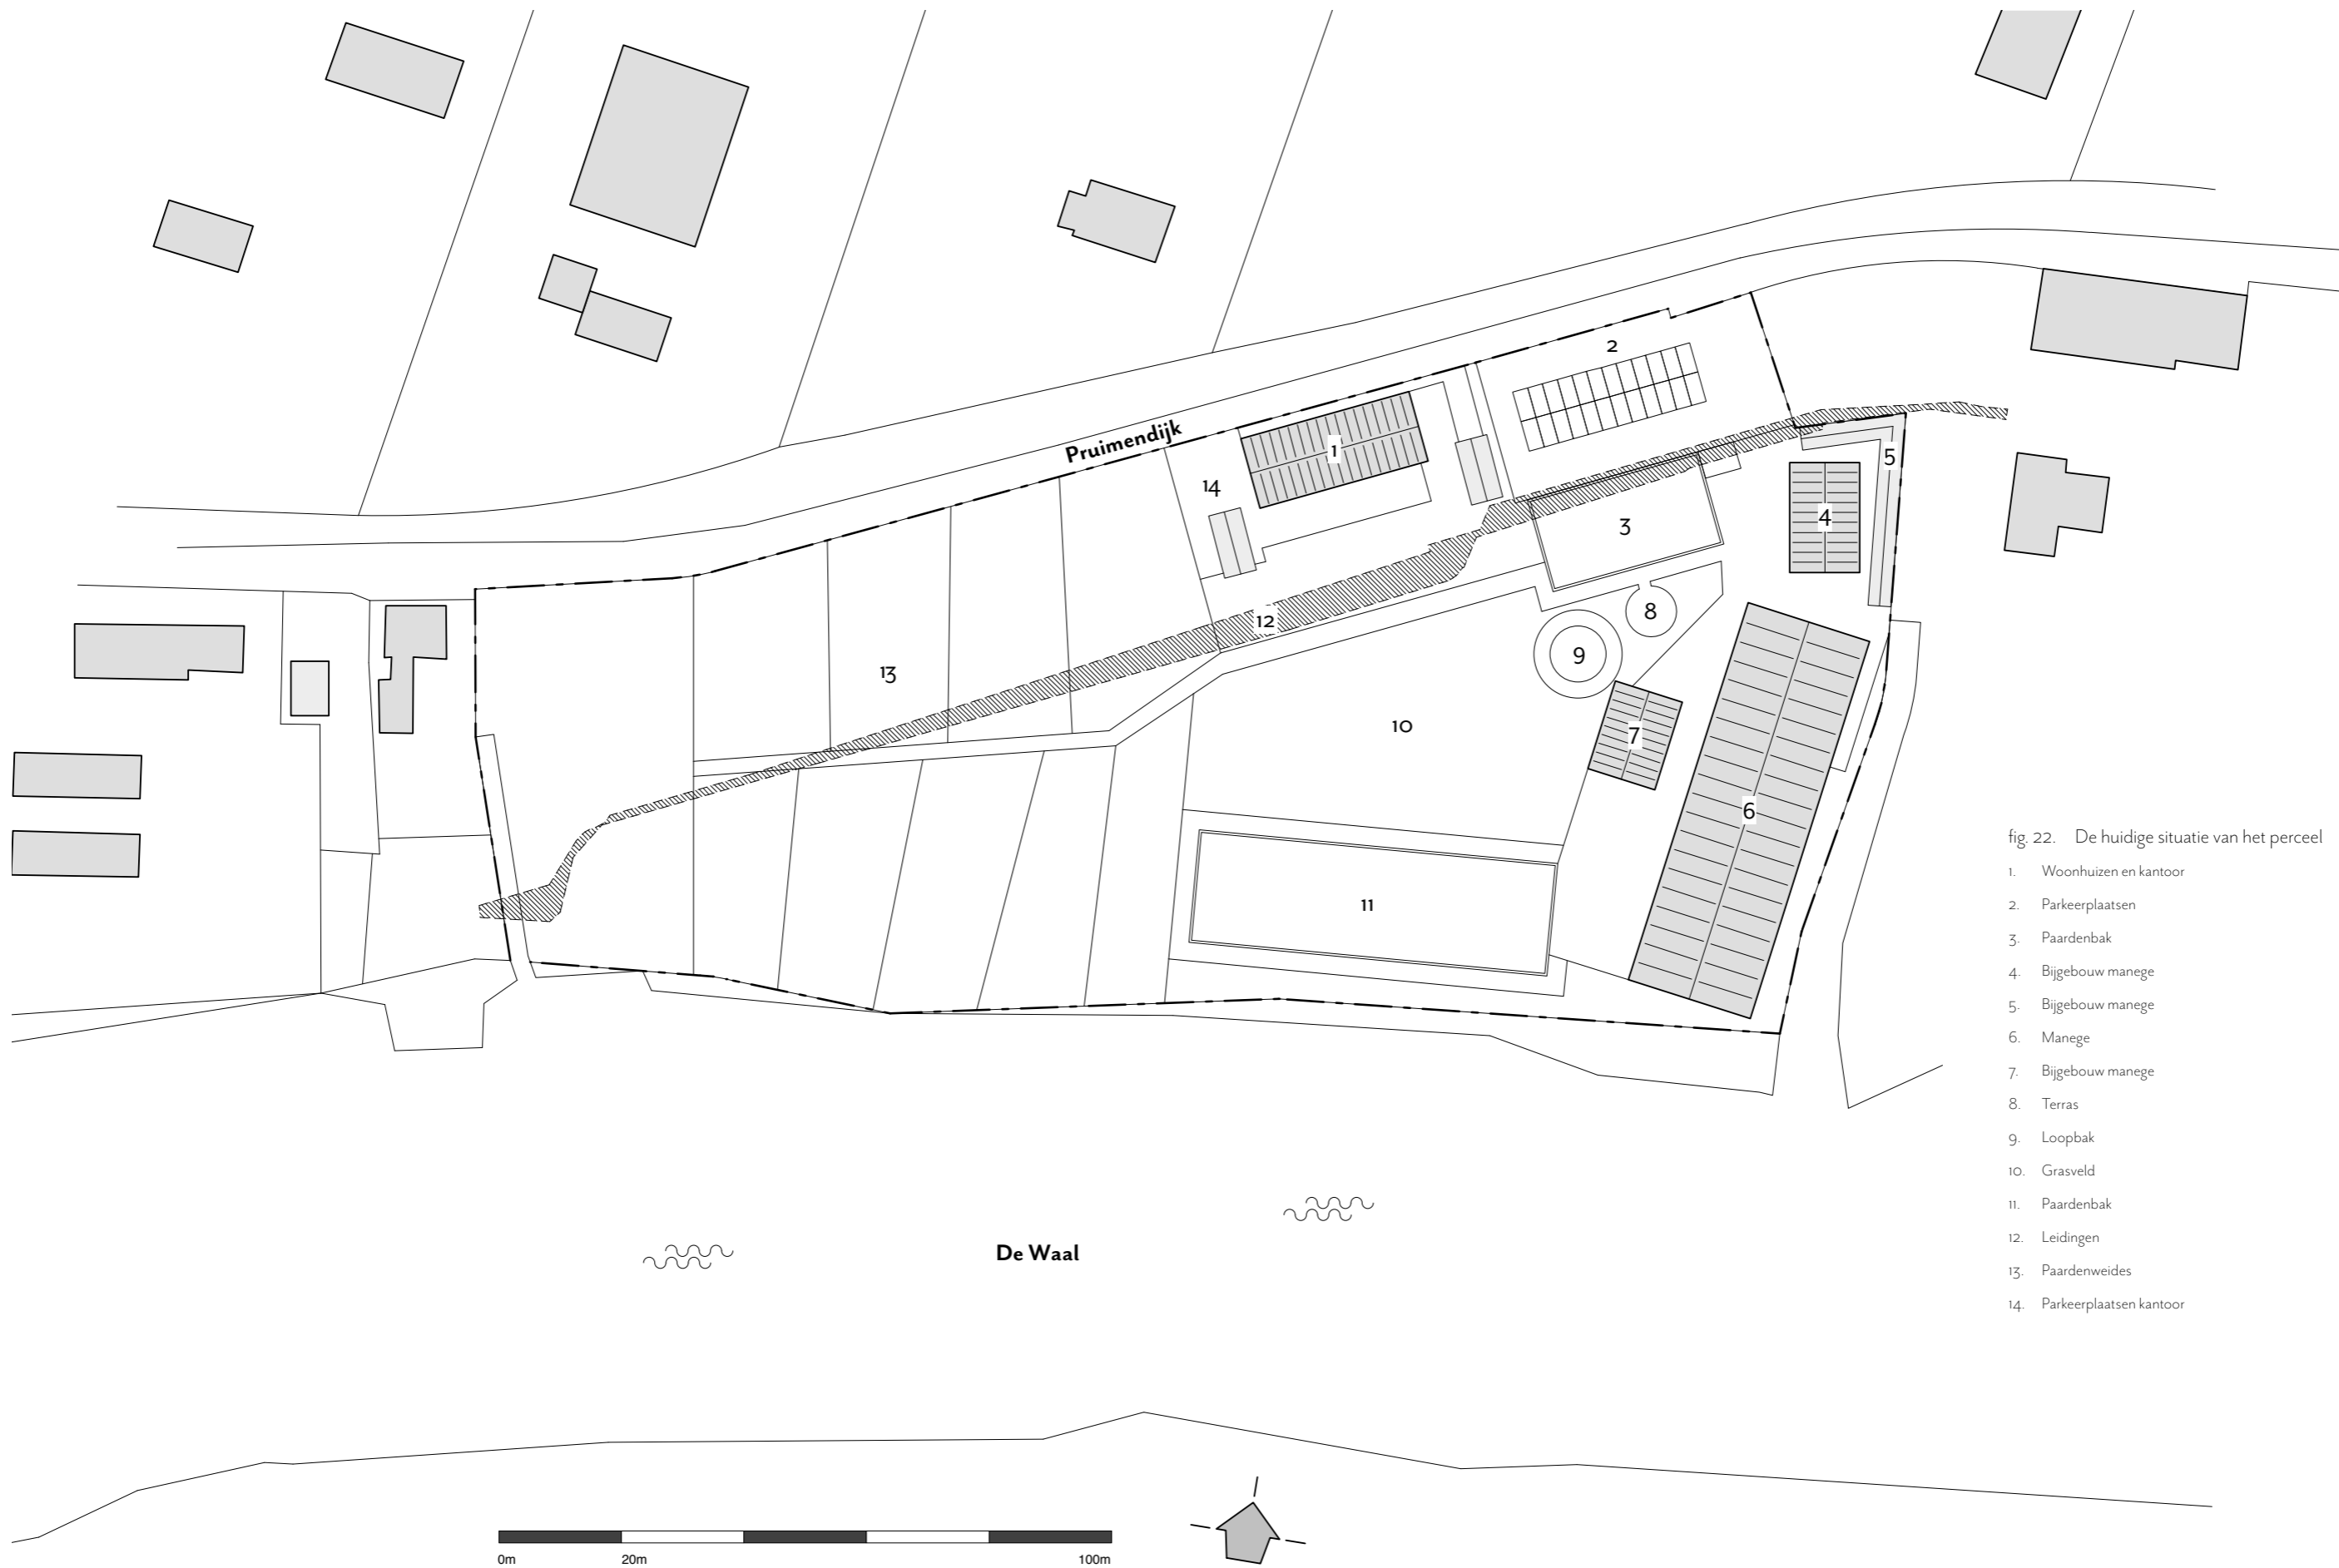 2
Pruimendijk
1
5
14
4
3
8
12
9
13
10
7
6
11
fig. 22. De huidige situatie van het perceel
1. Woonhuizen en kantoor
2. Parkeerplaatsen
3. Paardenbak
4. Bijgebouw manege
5. Bijgebouw manege
6. Manege
7. Bijgebouw manege
8. Terras
9. Loopbak
10. Grasveld
11. Paardenbak
12. Leidingen
13. Paardenweides
14. Parkeerplaatsen kantoor
De Waal
0m 20m 100m